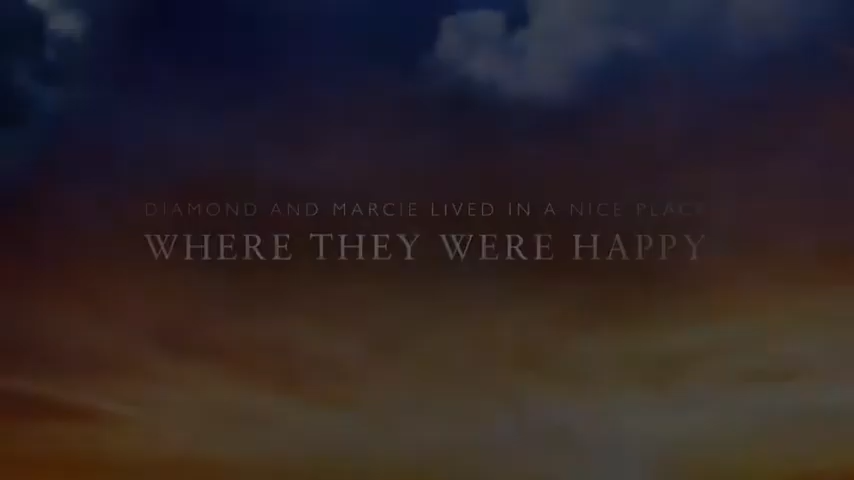 DIAMOND AND MARCIE LIVED IN A NICE PLACE
WHERE THEY WERE HAPPY